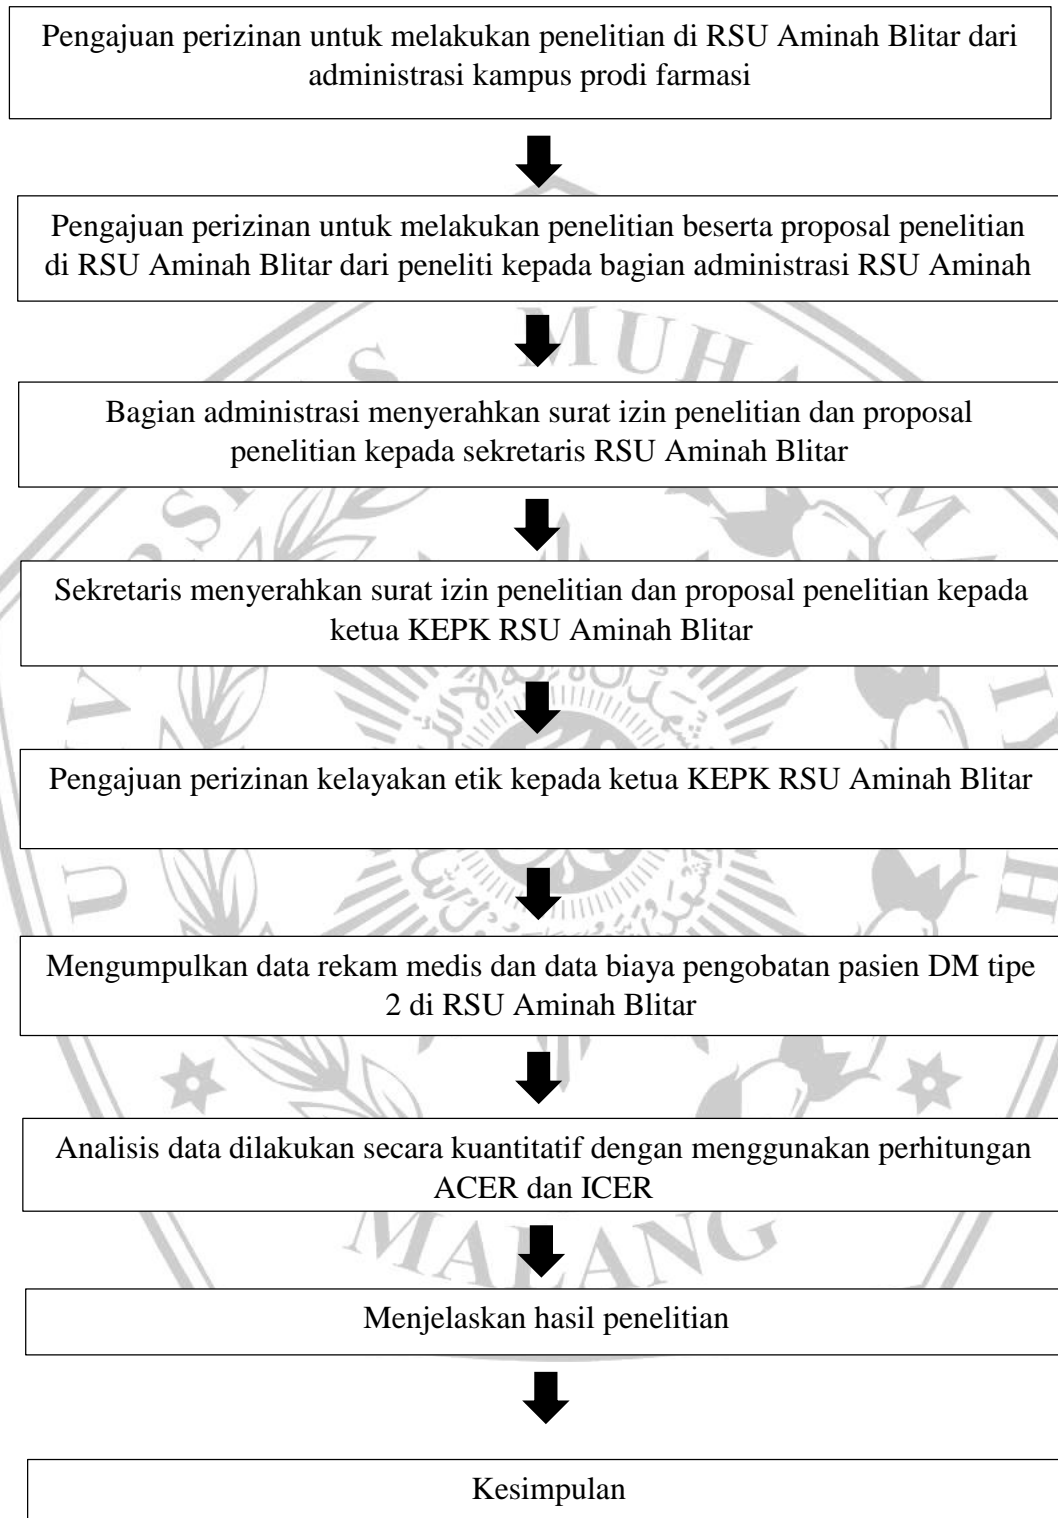 Pengajuan perizinan untuk melakukan penelitian di RSU Aminah Blitar dari
administrasi kampus prodi farmasi
Pengajuan perizinan untuk melakukan penelitian beserta proposal penelitian
di RSU Aminah Blitar dari peneliti kepada bagian administrasi RSU Aminah
Bagian administrasi menyerahkan surat izin penelitian dan proposal
penelitian kepada sekretaris RSU Aminah Blitar
Sekretaris menyerahkan surat izin penelitian dan proposal penelitian kepada
ketua KEPK RSU Aminah Blitar
Pengajuan perizinan kelayakan etik kepada ketua KEPK RSU Aminah Blitar
Mengumpulkan data rekam medis dan data biaya pengobatan pasien DM tipe
2 di RSU Aminah Blitar
Analisis data dilakukan secara kuantitatif dengan menggunakan perhitungan
ACER dan ICER
MALANG
Menjelaskan hasil penelitian
Kesimpulan